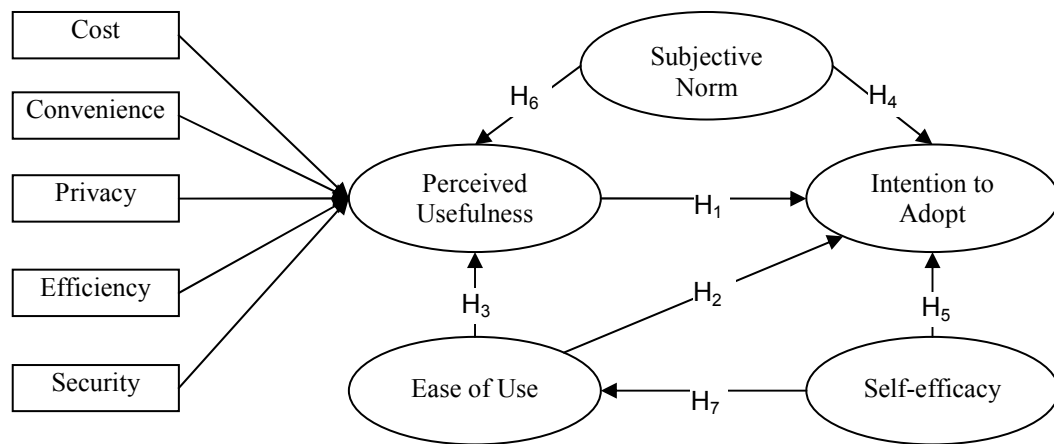 Cost
Convenience
Privacy
Efficiency
Security
Subjective
Norm
H6
H4
Perceived
Usefulness
H1
Intention to
Adopt
H3
H2
H5
Ease of Use
H7
Self-efficacy